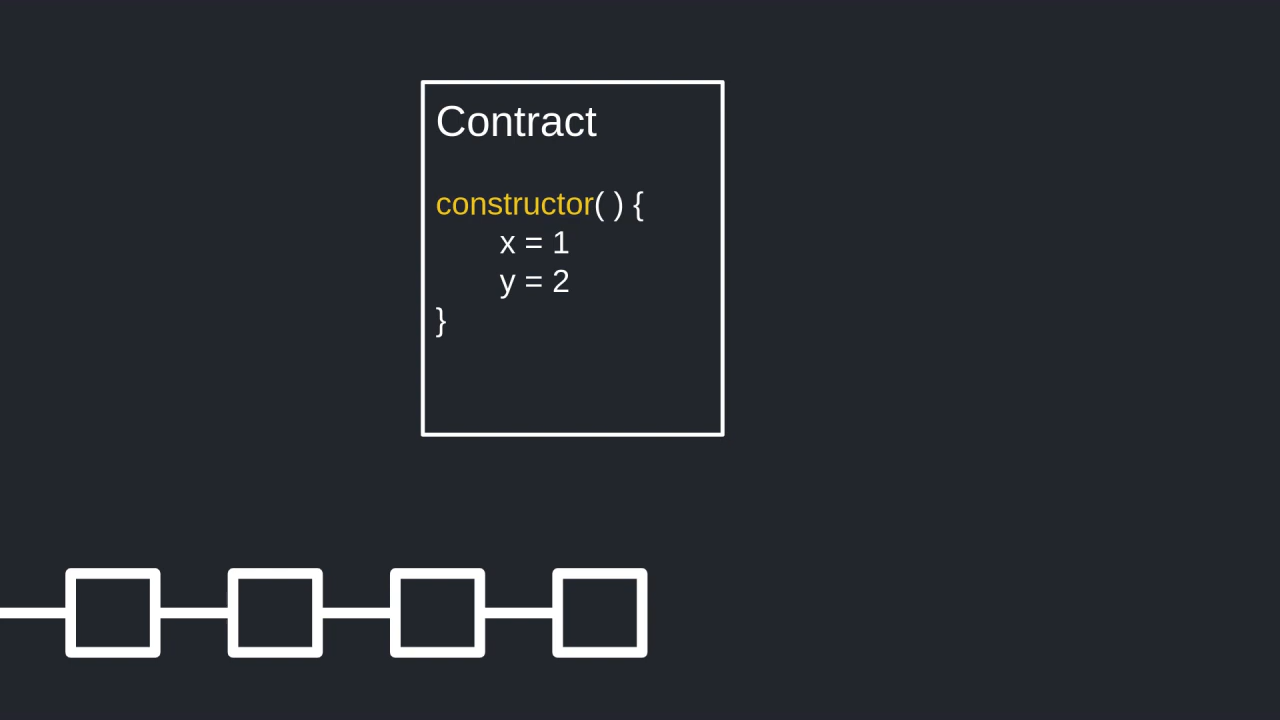 Contract
constructor( ) {
x = 1
y = 2
}